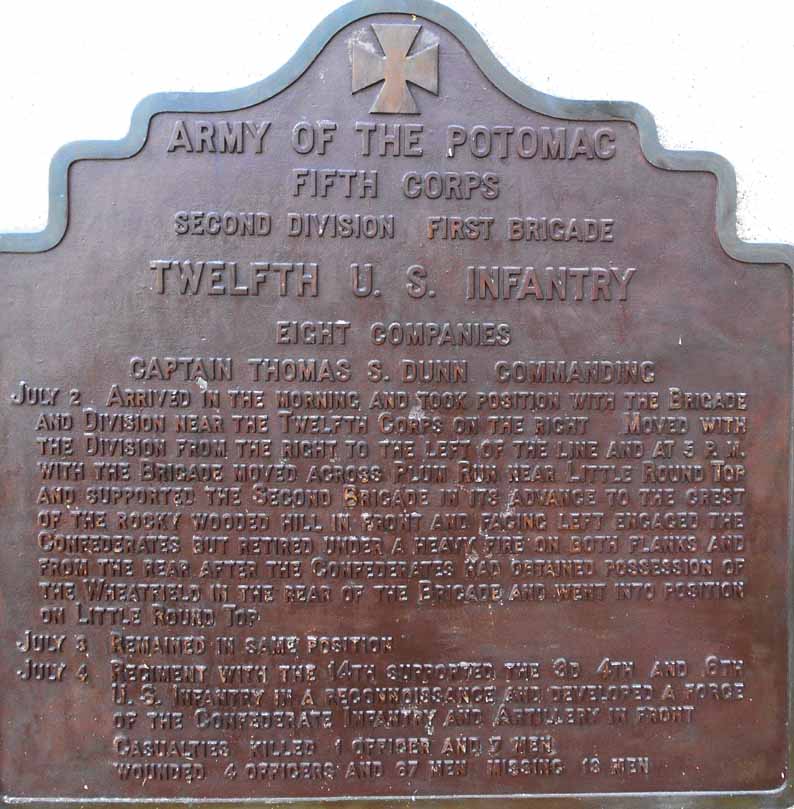 ARMY OF THE POTOMAC
FIFTH CORPS
SECOND DIVISION FIRST BRIGADE
TWELFTH U. S. INFANTRY
EIGHT COMPANIES
CAPTAIN THOMAS S. DUNN COMMANDING
JULY 2 ARRIVED IN THE MORNING AND TOOK POSITION WITH THE BRIGADE
AND DIVISION NEAR THE TWELFTH CORPS ON THE RIGHT MOVED WITH
THE DIVISION FROM THE RIGHT TO THE LEFT OF THE LINE AND AT 5 P. M.
WITH THE BRIGADE MOVED ACROSS PLUM RUN NEAR LITTLE ROUND TOP
AND SUPPORTED THE SECOND BRIGADE IN ITS ADVANCE TO THE CREST
OF THE ROCKY WOODED HILL IN FRONT AND FACING LEFT ENGAGED THE
CONFEDERATES BUT RETIRED UNDER A HEAVY FIRE ON BOTH FLANKS AND
FROM THE REAR AFTER THE CONFEDERATES HAD OBTAINED POSSESSION OF
THE WHEATFIELD IN THE REAR OF THE BRIGADE AND WENT INTO POSITION
ON LITTLE ROUND TOP
JULY 3 REMAINED IN SAME POSITION
JULY 4 REGIMENT WITH THE 14TH SUPPORTED THE 3D 4TH AND 6TH
U. S. INFANTRY IN A RECONNOISSANCE AND DEVELOPED A FORCE
OF THE CONFEDERATE INFANTRY AND ARTILLERY IN FRONT
CASUALTIES KILLED 1 OFFICER AND 7 MEN
WOUNDED 4 OFFICERS AND 67 MEN MISSING 13 MEN